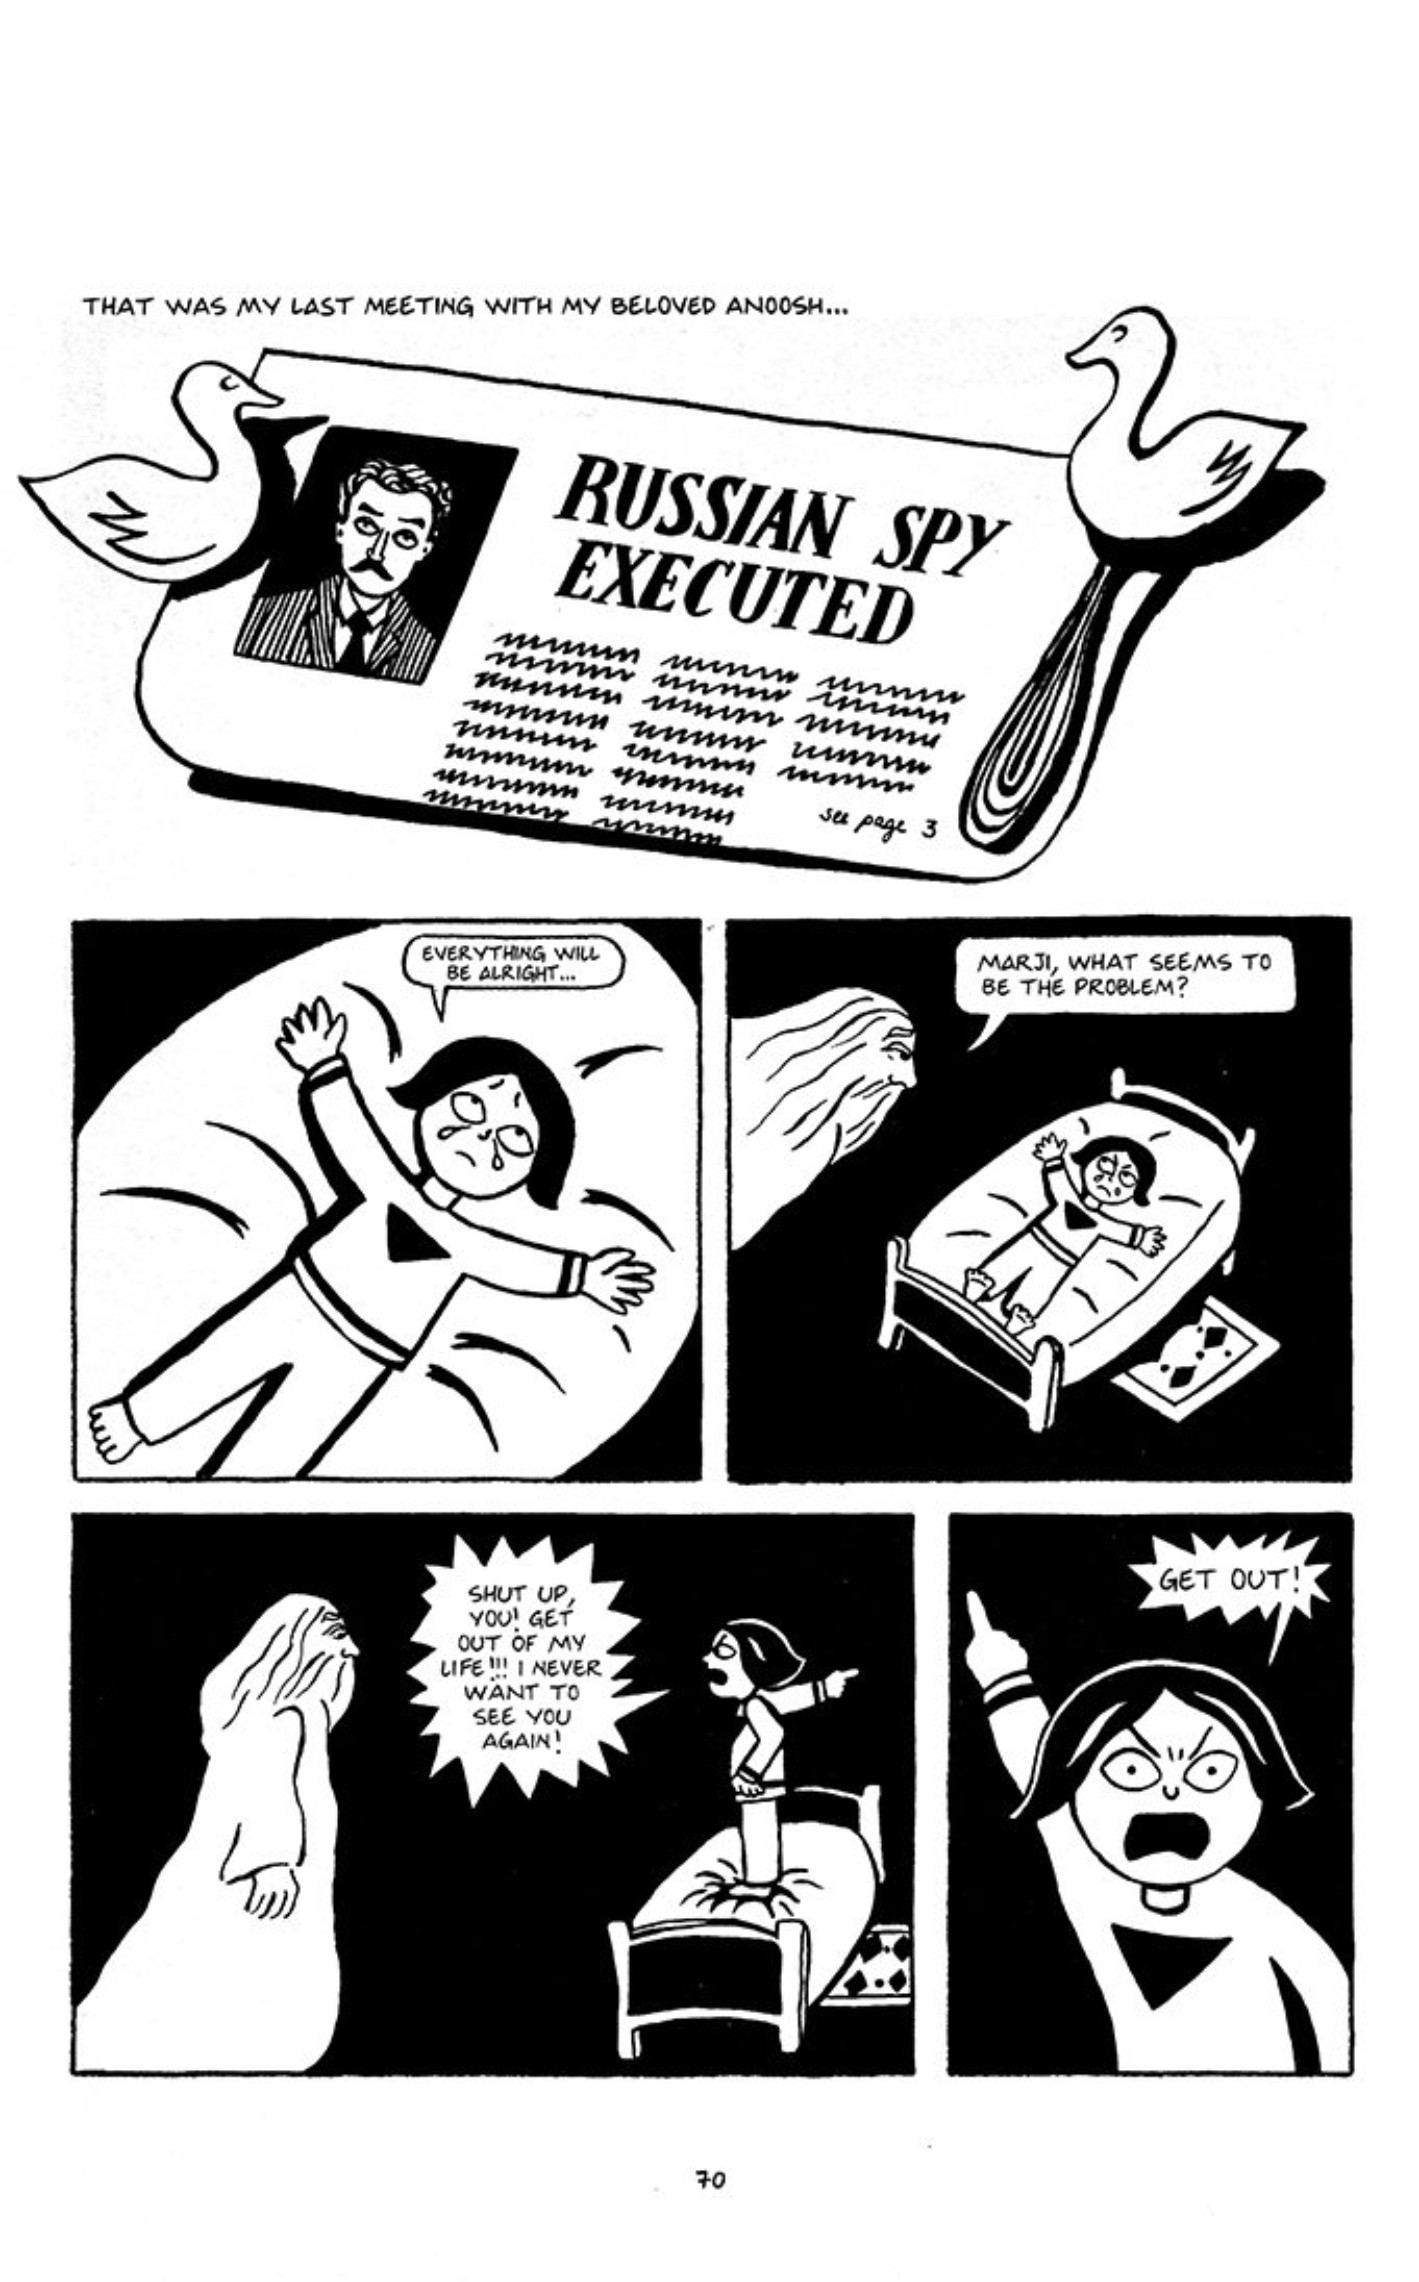 THAT WAS MY LAST MEETING WITH MY BELOVED ANOOSH...
RUSSIAN SPY
EXECUTED
see page 3
EVERYTHING WILL
BE ALRIGHT...
MARJI, WHAT SEEMS TO
BE THE PROBLEM?
SHUT UP,
YOU! GET
OUT OF MY
LIFE!!! I NEVER
WANT TO
SEE YOU
AGAIN!
GET OUT!
70